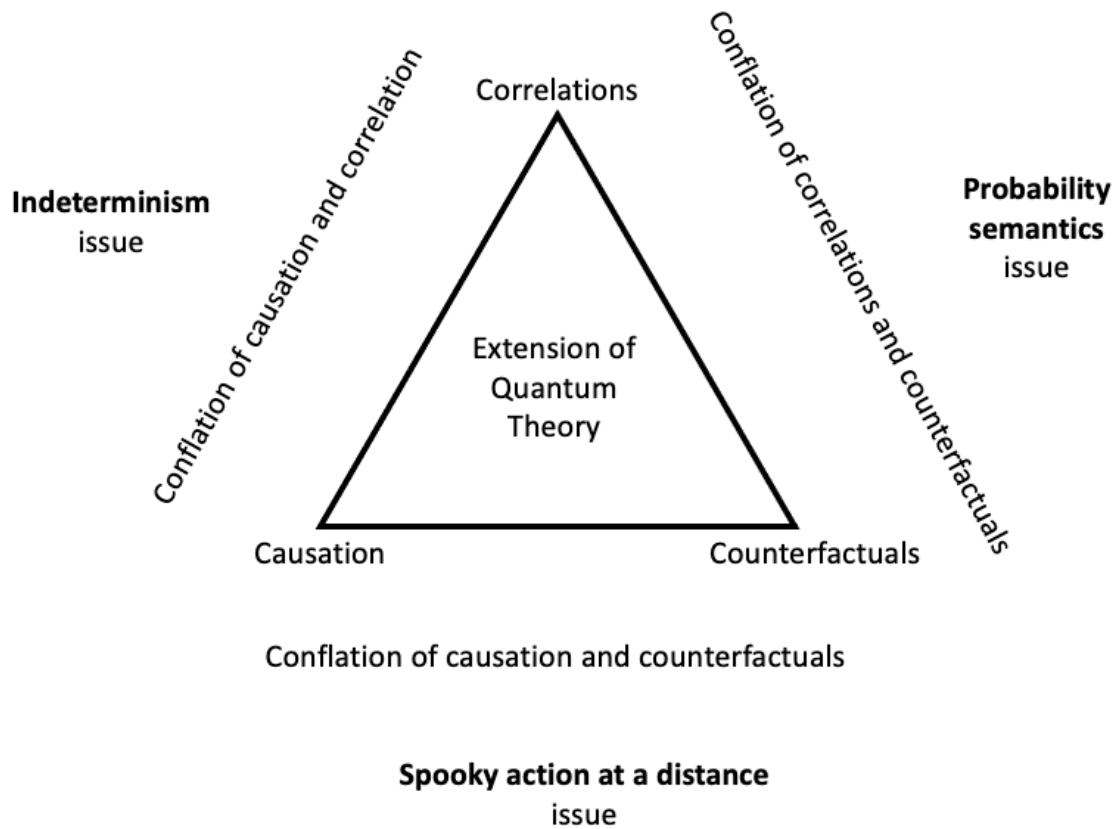 Correlations
Conflation of causation and correlation
Conflation of correlations and counterfactuals
Indeterminism
issue
Probability
semantics
issue
Extension of
Quantum
Theory
Causation
Counterfactuals
Conflation of causation and counterfactuals
Spooky action at a distance
issue